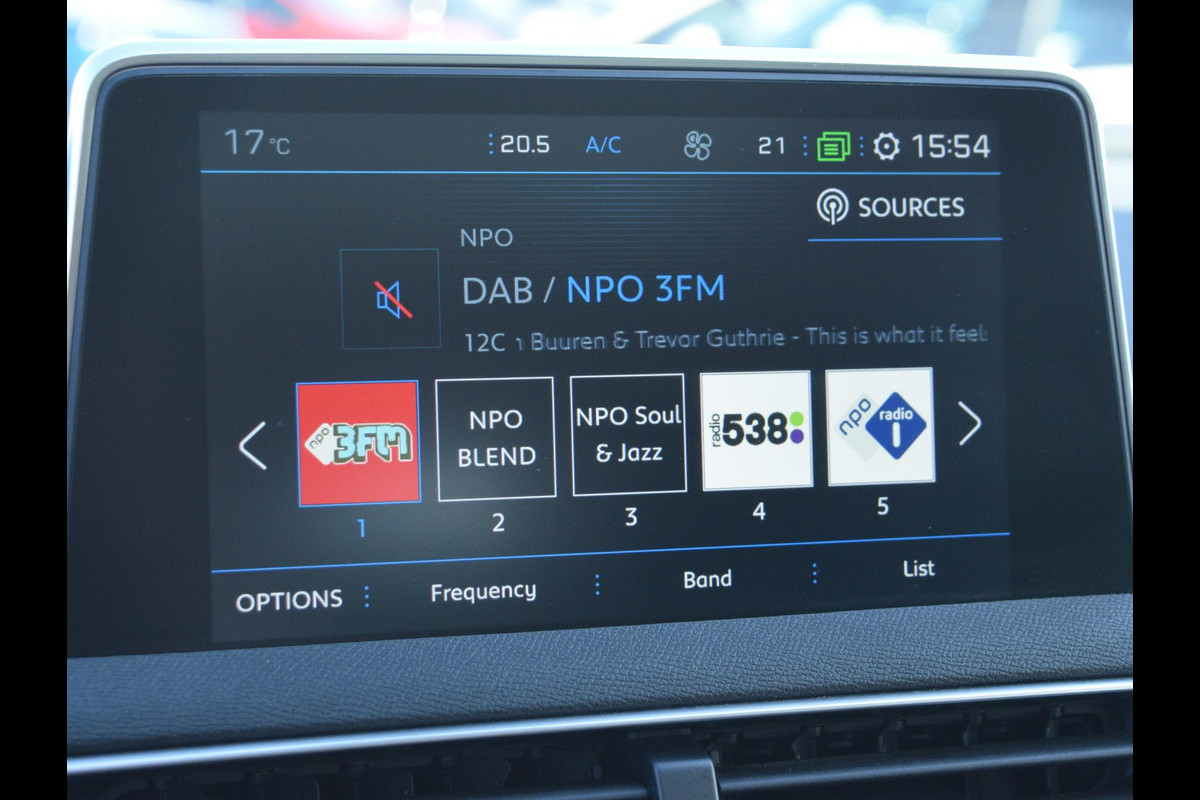 17 °C 20.5 A/C 21 15:54
SOURCES
NPO
DAB / NPO 3FM
12C n Buuren & Trevor Guthrie - This is what it feel
npo 3FM
NPO BLEND
NPO Soul & Jazz
radio 538
npo radio 1
1 2 3 4 5
OPTIONS Frequency Band List